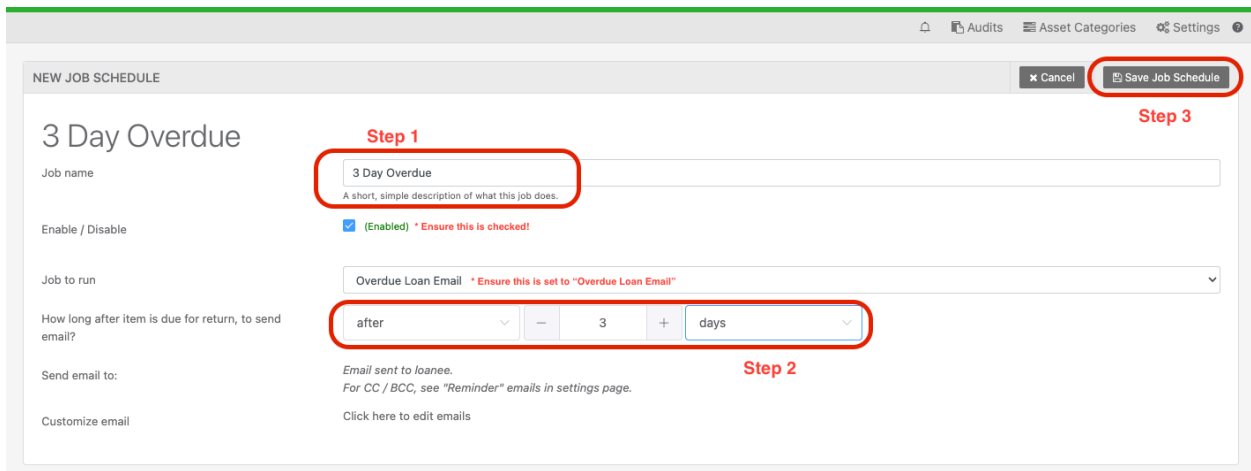 Audits Asset Categories Settings
NEW JOB SCHEDULE Cancel Save Job Schedule
Step 3
3 Day Overdue
Step 1
Job name 3 Day Overdue
A short, simple description of what this job does.
Enable / Disable (Enabled) * Ensure this is checked!
Job to run Overdue Loan Email * Ensure this is set to “Overdue Loan Email”
How long after item is due for return, to send
email?
after − 3 + days
Step 2
Send email to: Email sent to loanee.
For CC / BCC, see "Reminder" emails in settings page.
Customize email Click here to edit emails